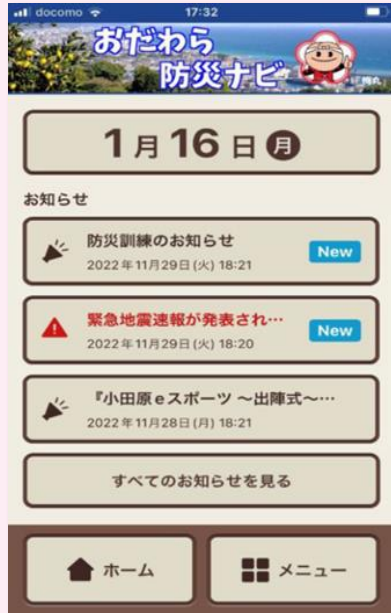 docomo 17:32
おだわら
防災ナビ
1月16日 月
お知らせ
防災訓練のお知らせ
New
2022年11月29日(火) 18:21
緊急地震速報が発表され…
New
2022年11月29日(火) 18:20
『小田原eスポーツ ～出陣式～…
2022年11月28日(月) 18:21
すべてのお知らせを見る
ホーム
メニュー